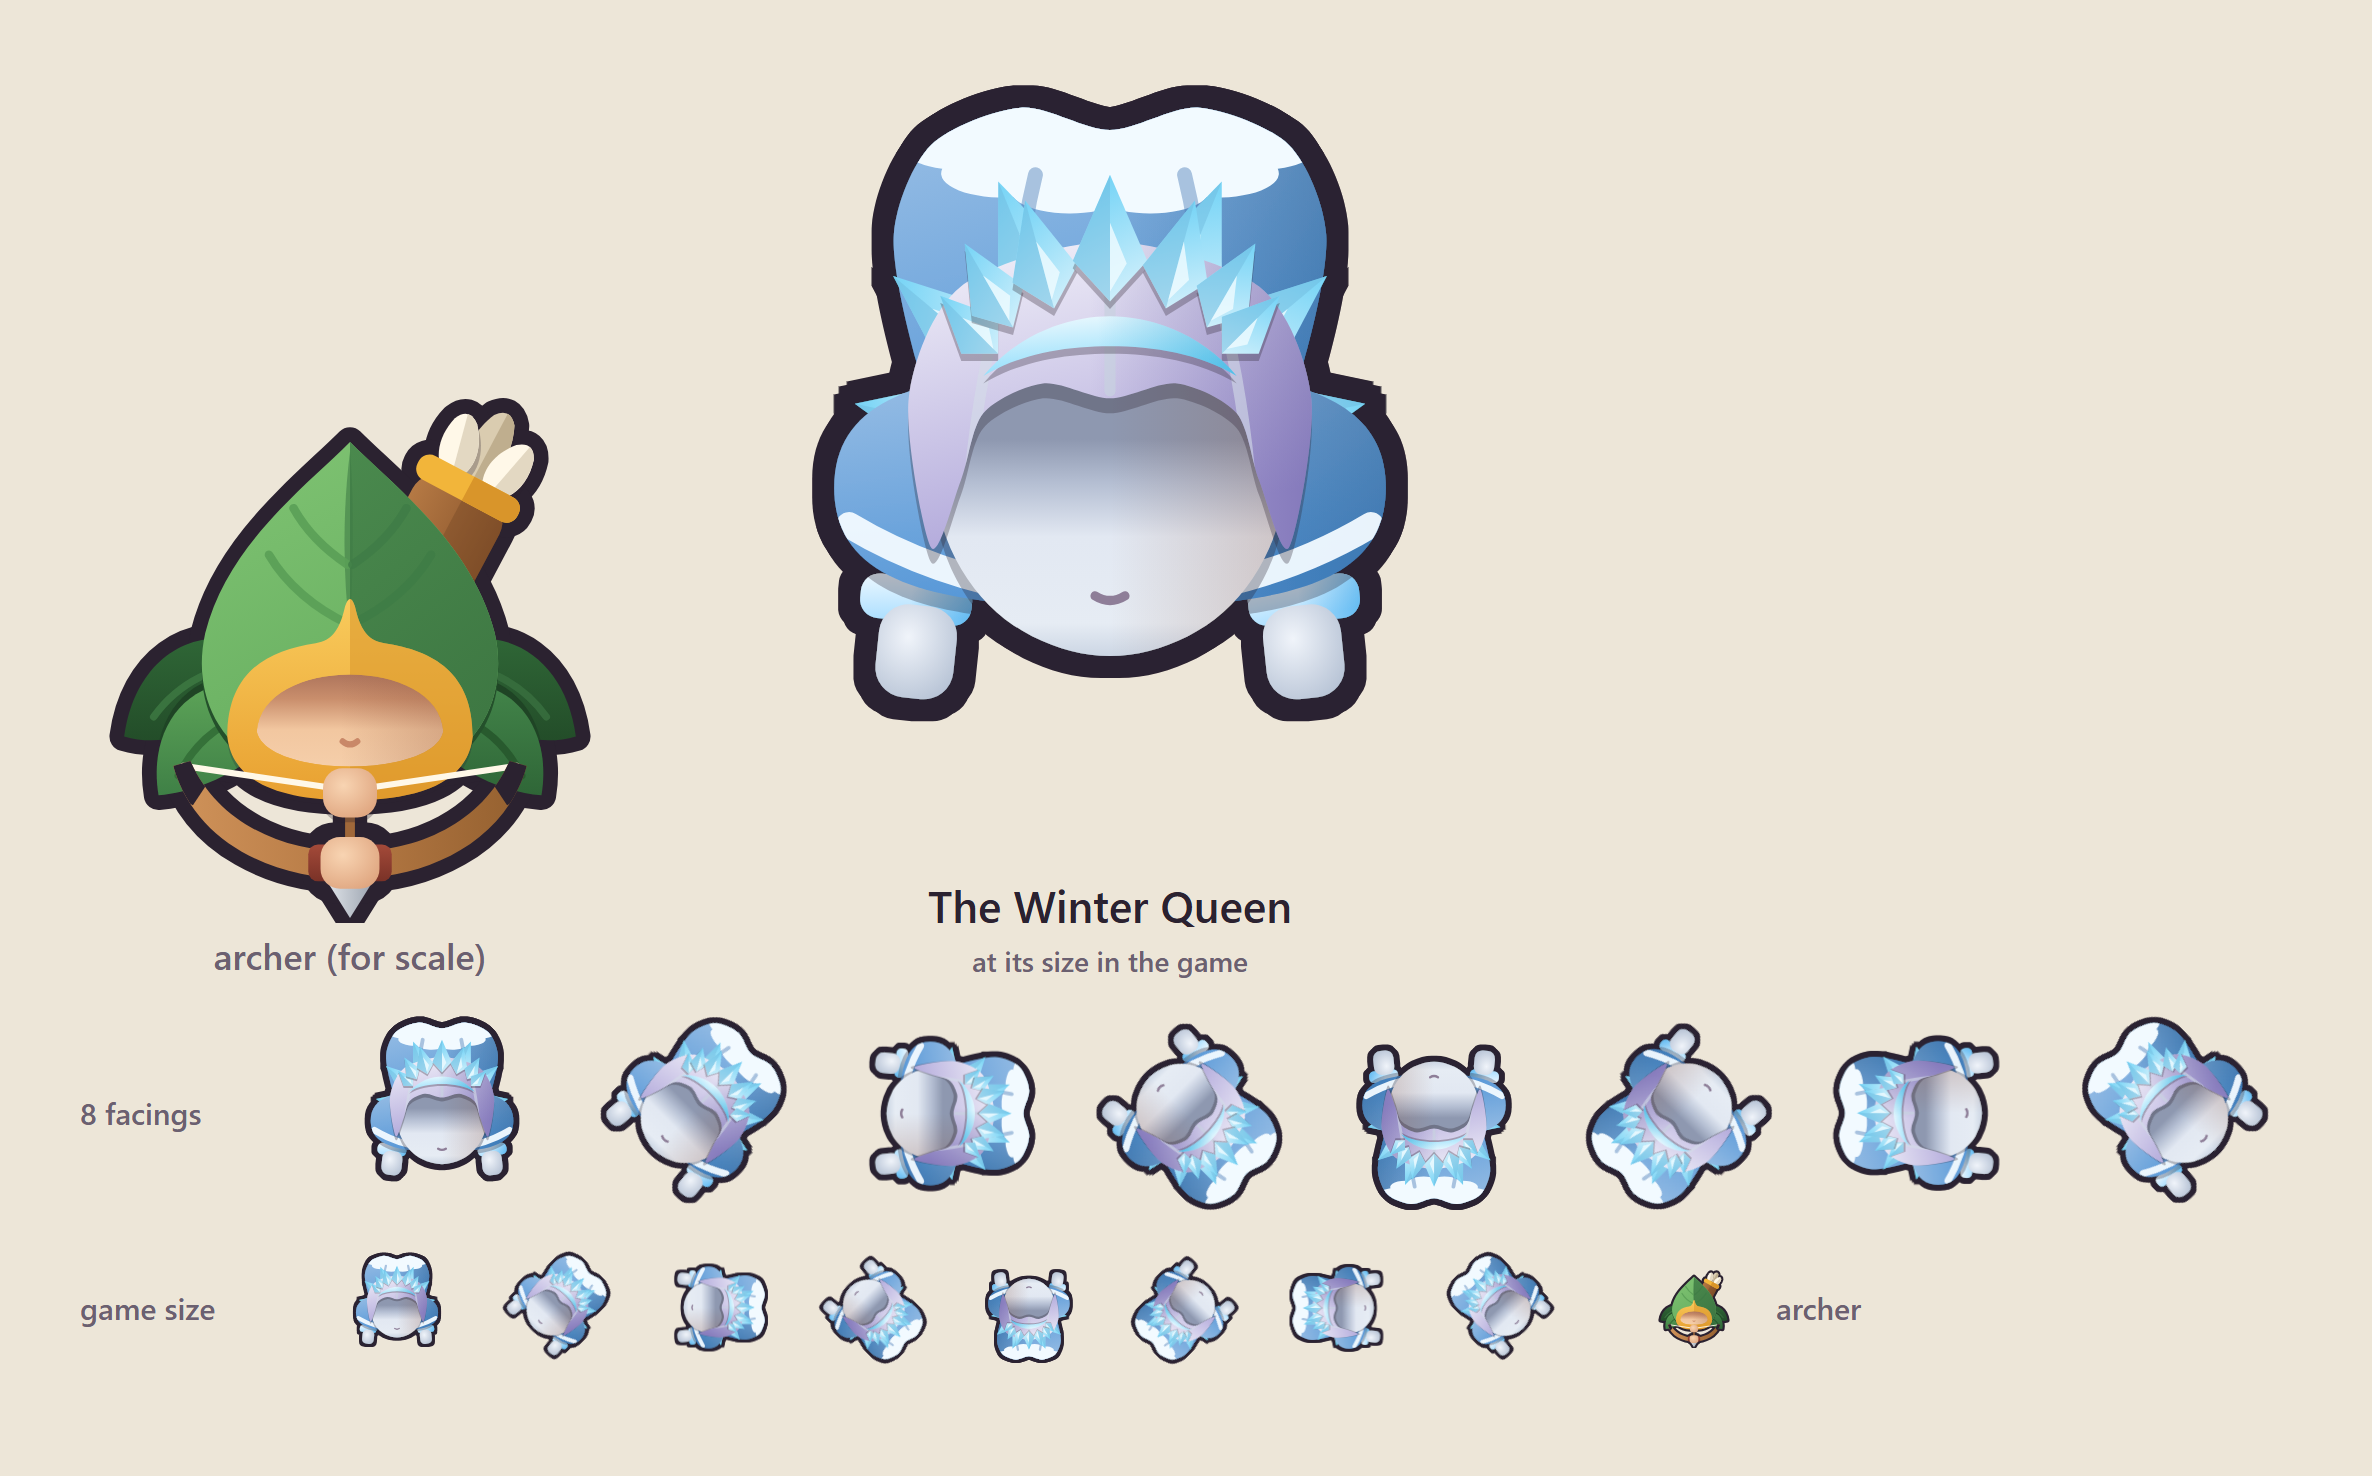 The Winter Queen
archer (for scale)
at its size in the game
8 facings
game size
archer